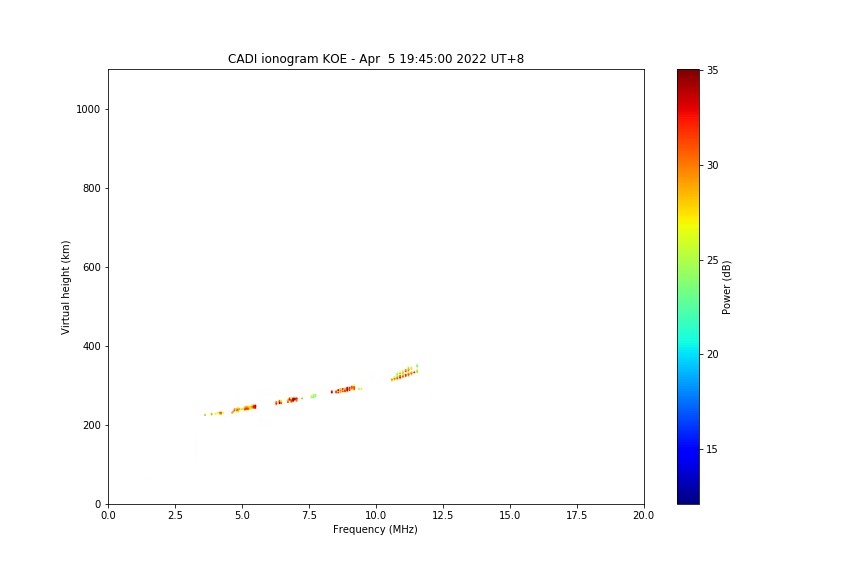 CADI ionogram KOE - Apr  5 19:45:00 2022 UT+8
1000
800
600
400
200
0
Virtual height (km)
0.0 2.5 5.0 7.5 10.0 12.5 15.0 17.5 20.0
Frequency (MHz)
35
30
25
20
15
Power (dB)